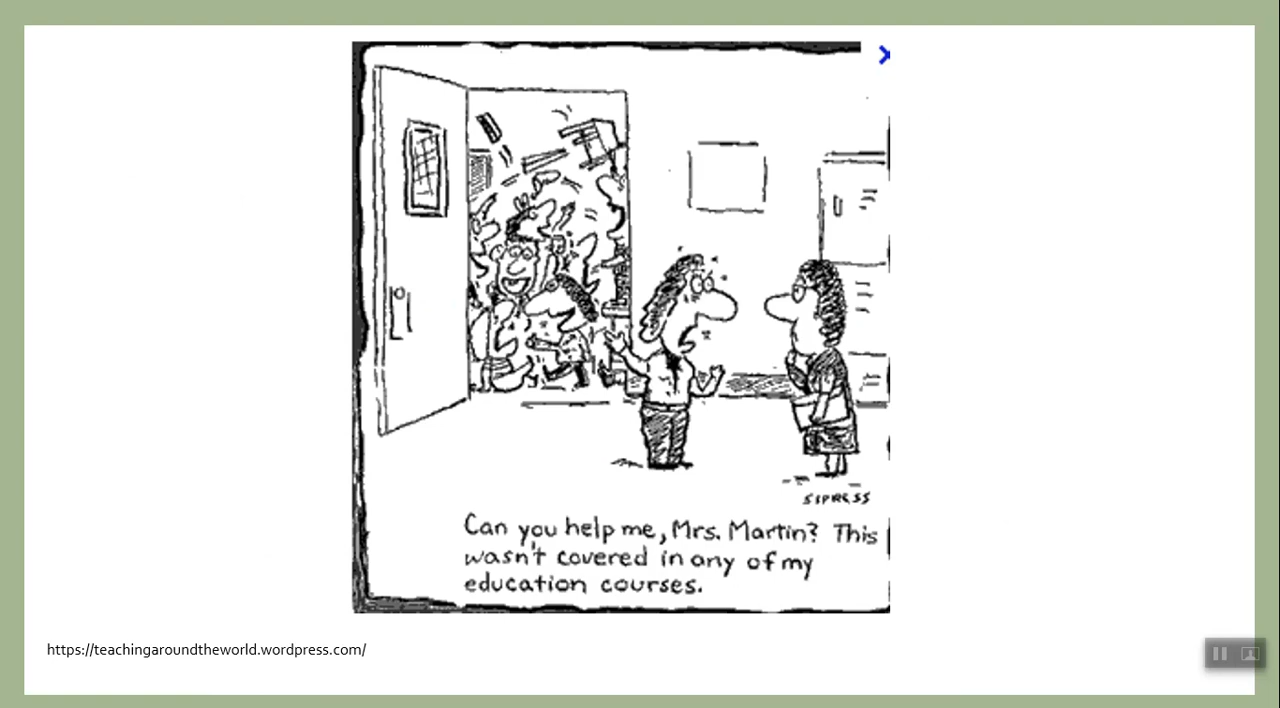 SIPRESS
Can you help me, Mrs. Martin? This
wasn't covered in any of my
education courses.
https://teachingaroundtheworld.wordpress.com/